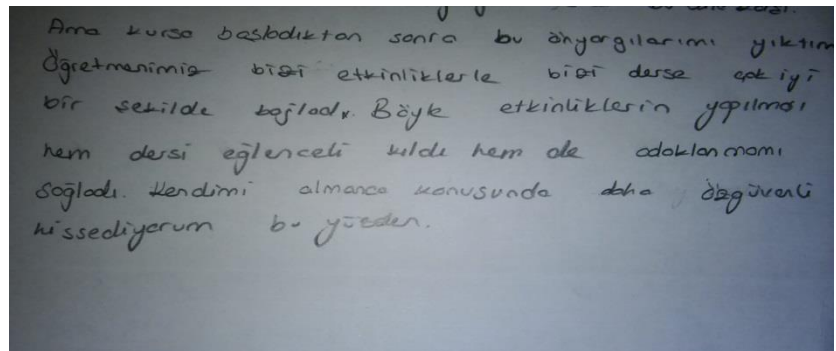 Ama kursa başladıktan sonra bu önyargılarımı yıktım
Öğretmenimiz bizi etkinliklerle bizi derse çok iyi
bir şekilde bağladı. Böyle etkinliklerin yapılması
hem dersi eğlenceli kıldı hem de odaklanmamı
sağladı. Kendimi almanca konusunda daha özgüvenli
hissediyorum bu yüzden.